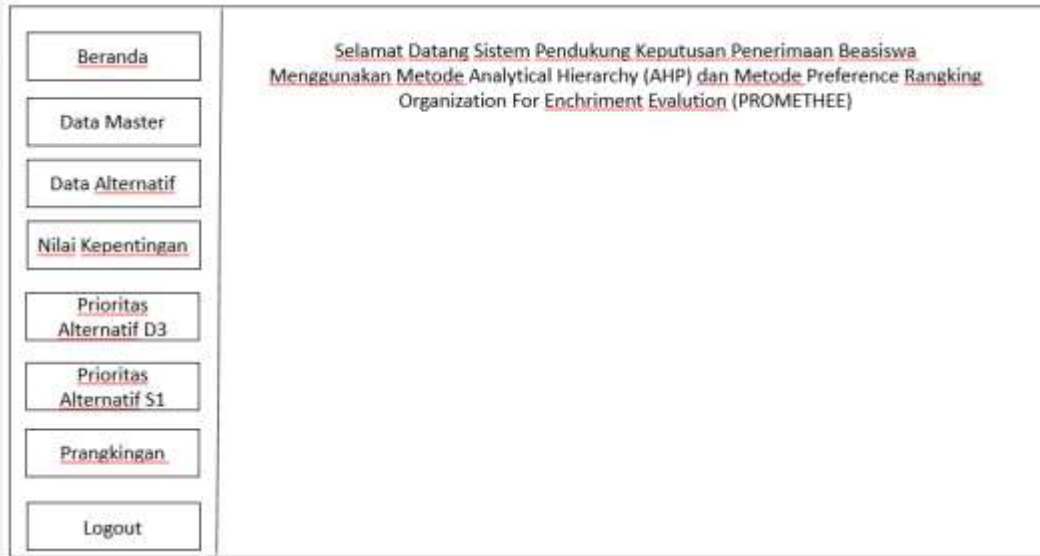 Beranda
Data Master
Data Alternatif
Nilai Kepentingan
Prioritas
Alternatif D3
Prioritas
Alternatif S1
Prangkingan
Logout
Selamat Datang Sistem Pendukung Keputusan Penerimaan Beasiswa
Menggunakan Metode Analytical Hierarchy (AHP) dan Metode Preference Rangking
Organization For Enchriment Evalution (PROMETHEE)